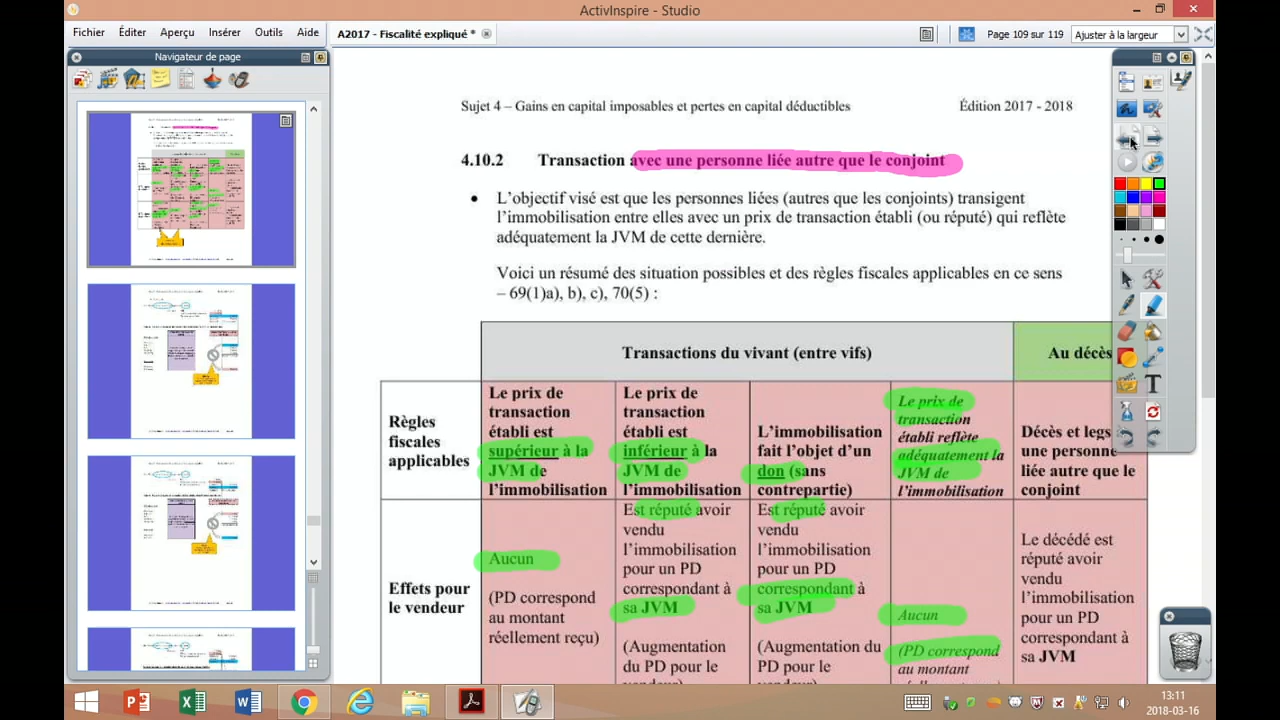 ActivInspire - Studio
Fichier Éditer Aperçu Insérer Outils Aide
A2017 - Fiscalité expliqué *
Page 109 sur 119
Ajuster à la largeur
Navigateur de page
Sujet 4 – Gains en capital imposables et pertes en capital déductibles Édition 2017 - 2018
4.10.2 Transaction avec une personne liée autre que le conjoint
• L'objectif visé est que les personnes liées (autres que les conjoints) transigent
l'immobilisation entre elles avec un prix de transaction établi (ou réputé) qui reflète
adéquatement la JVM de cette dernière.
Voici un résumé des situation possibles et des règles fiscales applicables en ce sens
– 69(1)a), b), c), 70(5) :
Transactions du vivant (entre vifs)
Au décès
Règles
fiscales
applicables
Le prix de
transaction
établi est
supérieur à la
JVM de
l'immobilisatio
Le prix de
transaction
établi est
inférieur à la
JVM de
l'immobilisation
L'immobilisation
fait l'objet d'un
don (sans
contrepartie)
Le prix de
transaction
établi reflète
adéquatement la
JVM de
l'immobilisation
Décès et legs
une personne
autre que le
conjoint
Effets pour
le vendeur
Aucun
(PD correspond
au montant
réellement reçu)
Est réputé avoir
vendu
l'immobilisation
pour un PD
correspondant à
sa JVM
(Augmentation
du PD pour le
Est réputé avoir
vendu
l'immobilisation
pour un PD
correspondant à
sa JVM
(Augmentation du
PD pour le
Aucun
(PD correspond
au montant
Le décédé est
réputé avoir
vendu
l'immobilisation
pour un PD
correspondant à
sa JVM
13:11
2018-03-16